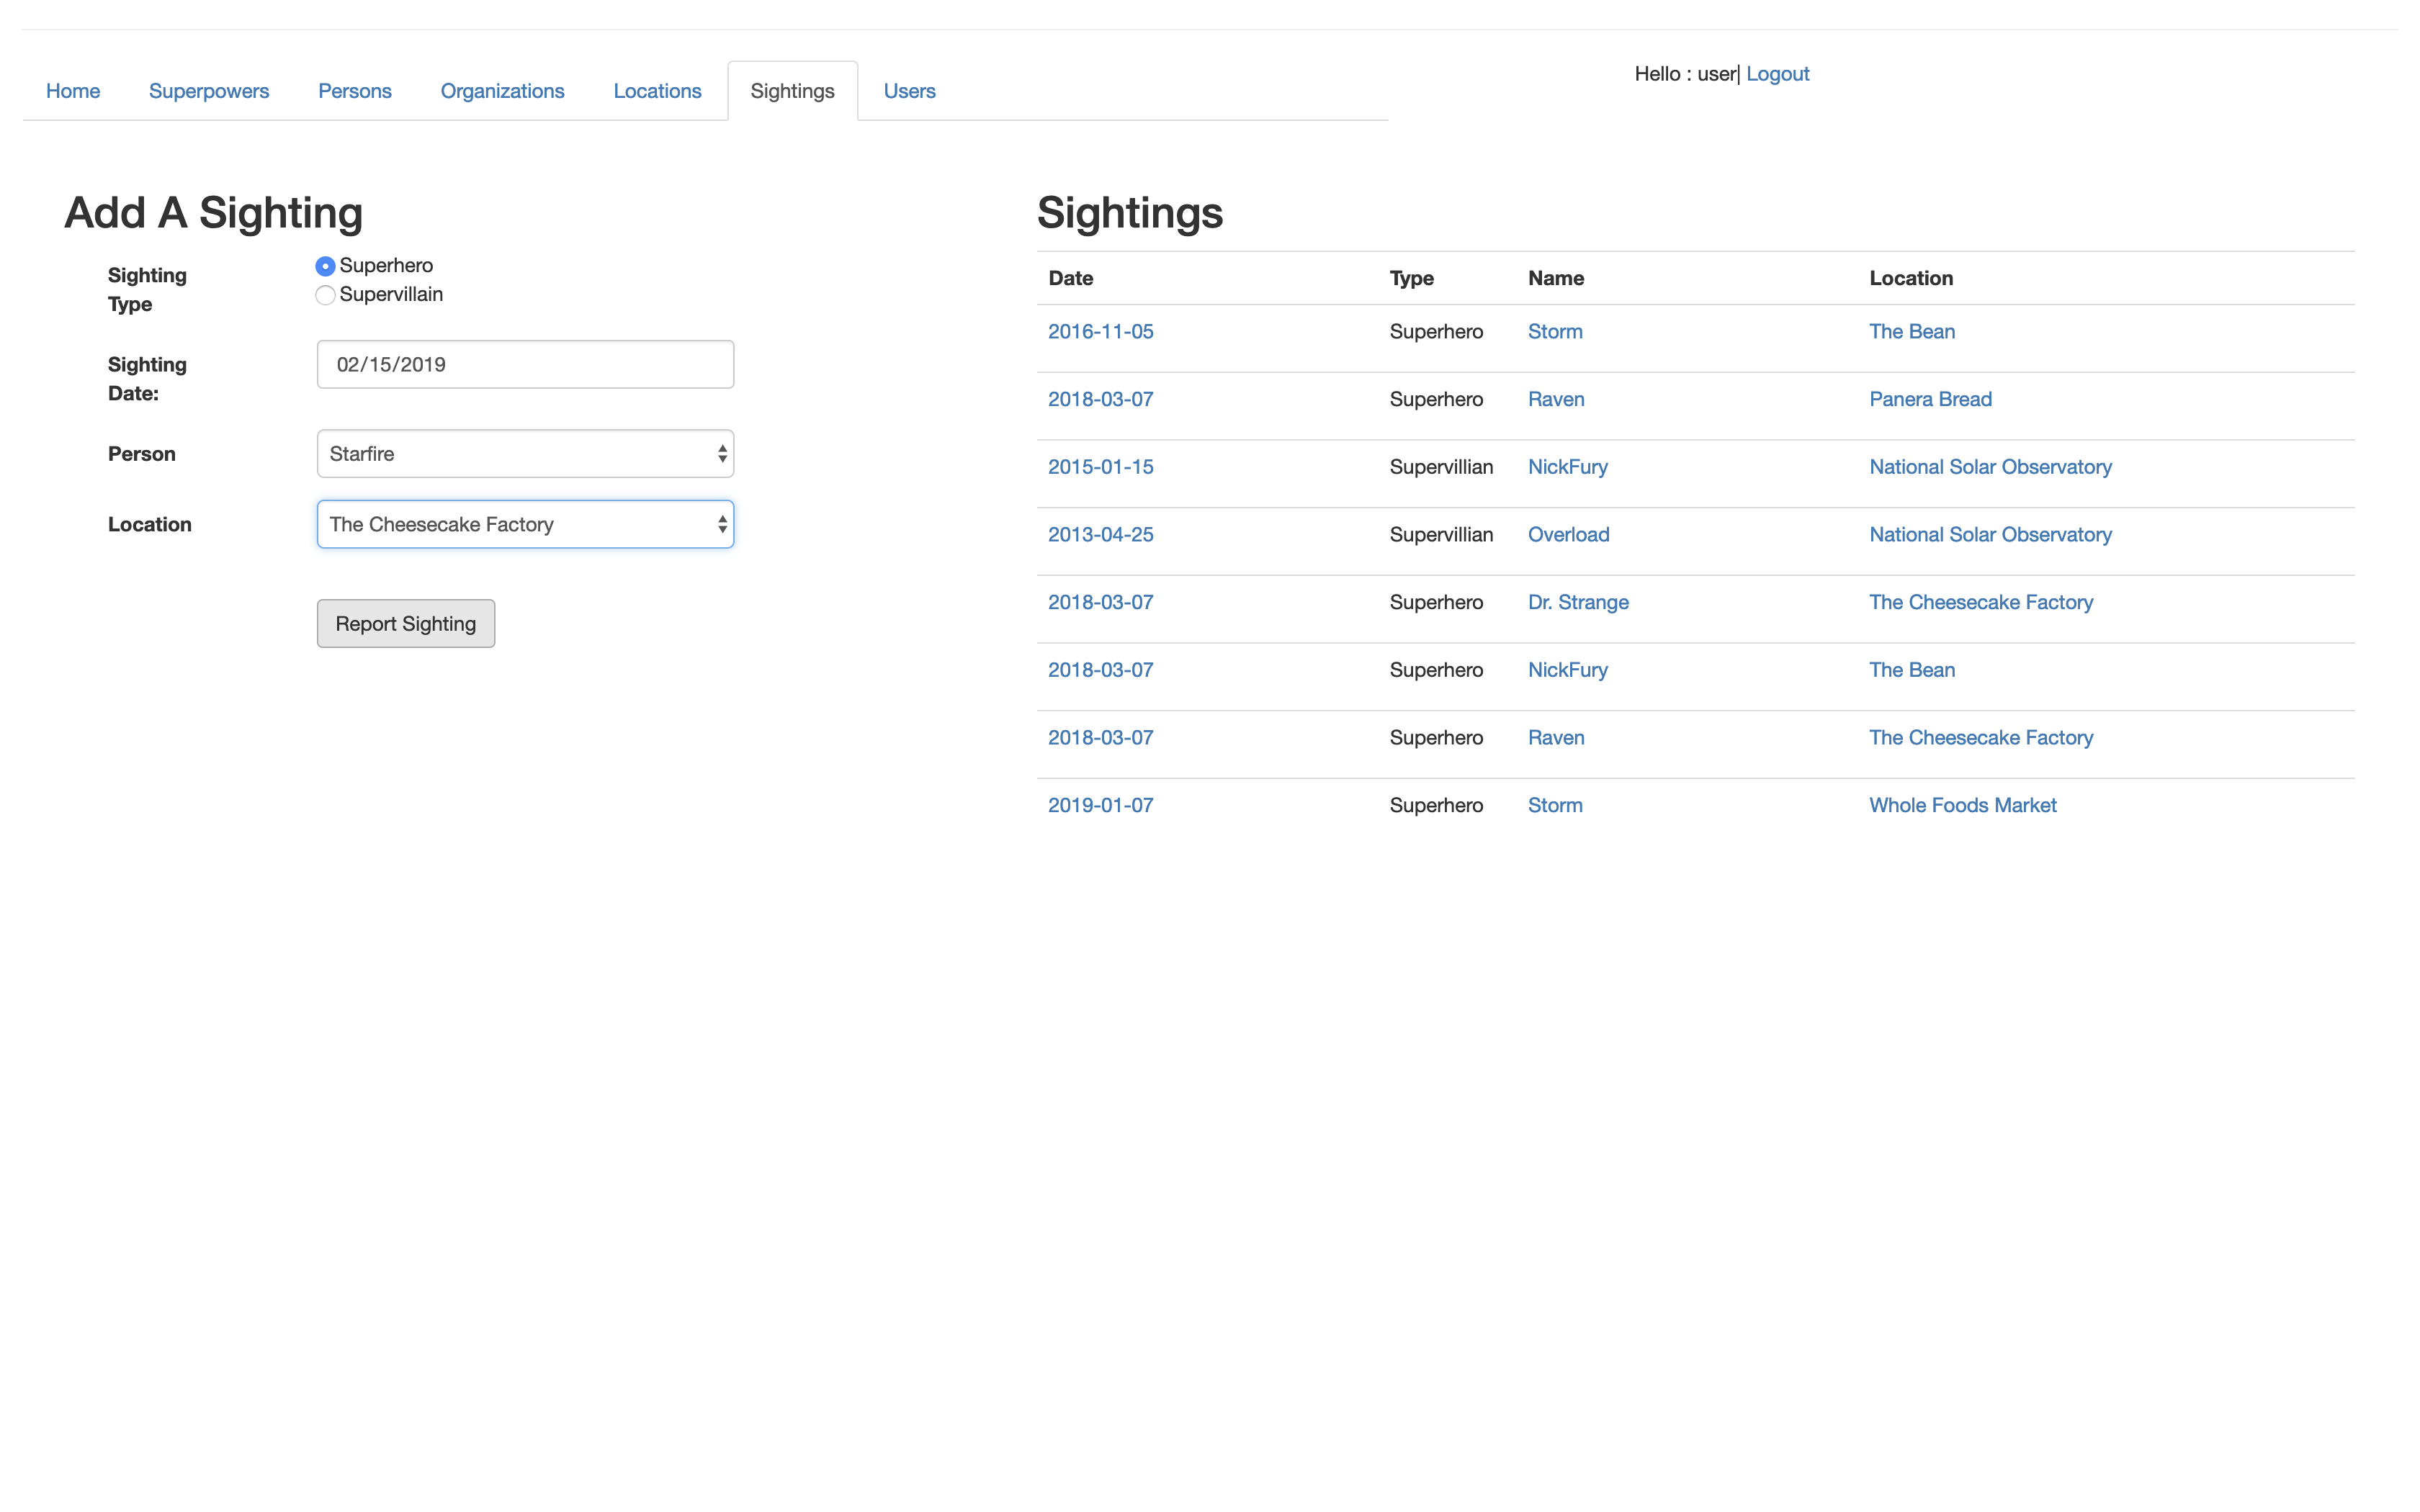 Home Superpowers Persons Organizations Locations Sightings Users
Hello : user| Logout
Add A Sighting
Sighting Type
Superhero
Supervillain
Sighting Date:
02/15/2019
Person
Starfire
Location
The Cheesecake Factory
Report Sighting
Sightings
Date Type Name Location
2016-11-05 Superhero Storm The Bean
2018-03-07 Superhero Raven Panera Bread
2015-01-15 Supervillian NickFury National Solar Observatory
2013-04-25 Supervillian Overload National Solar Observatory
2018-03-07 Superhero Dr. Strange The Cheesecake Factory
2018-03-07 Superhero NickFury The Bean
2018-03-07 Superhero Raven The Cheesecake Factory
2019-01-07 Superhero Storm Whole Foods Market